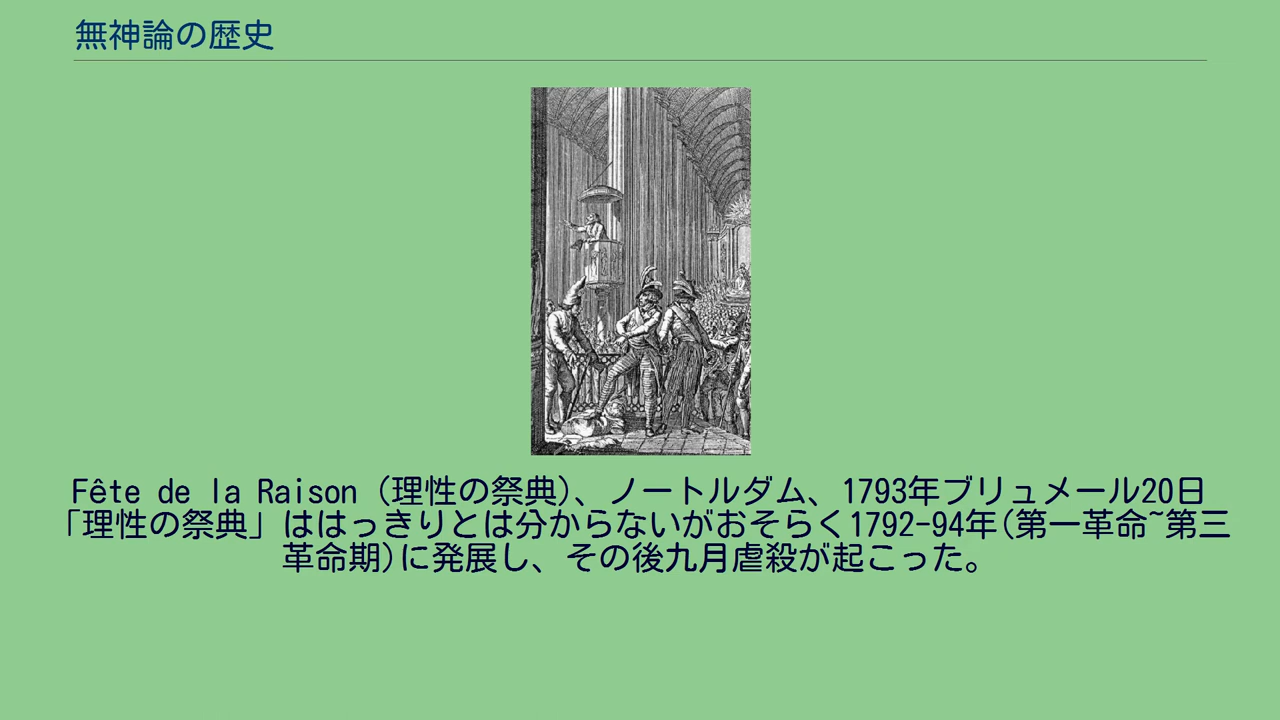 無神論の歴史
Fête de la Raison (理性の祭典)、ノートルダム、1793年ブリュメール20日
「理性の祭典」ははっきりとは分からないがおそらく1792-94年(第一革命~第三
革命期)に発展し、その後九月虐殺が起こった。